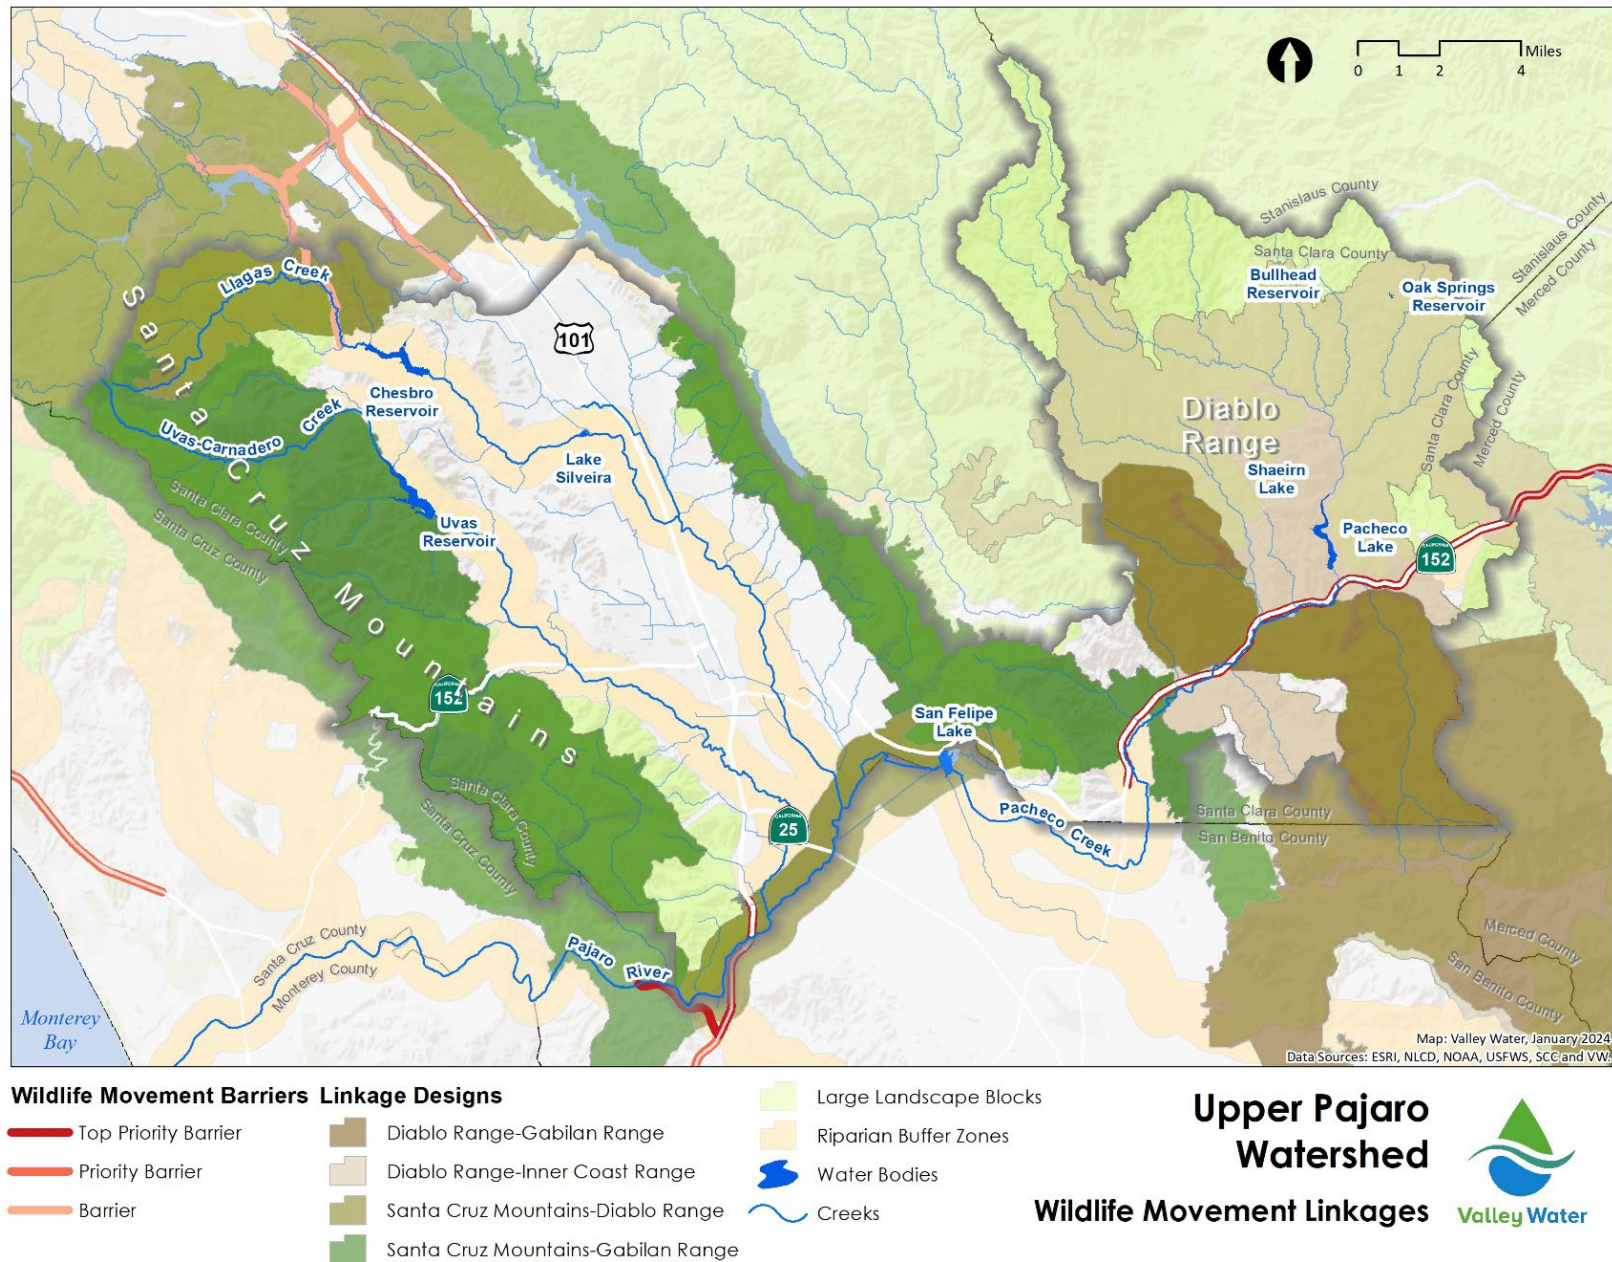 Miles
0 1 2 4
Stanislaus County
Santa Clara County
Stanislaus County
Merced County
Bullhead
Reservoir
Oak Springs
Reservoir
Llagas Creek
Santa Cruz Mountains
101
Chesbro
Reservoir
Uvas-Carnadero Creek
Lake
Silveira
Diablo
Range
Santa Clara County
Merced County
Shaeirn
Lake
Santa Clara County
Santa Cruz County
Uvas
Reservoir
Pacheco
Lake
CALIFORNIA
152
CALIFORNIA
152
San Felipe
Lake
Santa Clara County
Santa Cruz County
CALIFORNIA
25
Pacheco Creek
Santa Clara County
San Benito County
Santa Cruz County
Monterey County
Pajaro River
Merced County
San Benito County
Monterey
Bay
Map: Valley Water, January 2024
Data Sources: ESRI, NLCD, NOAA, USFWS, SCC and VW.
Wildlife Movement Barriers
Top Priority Barrier
Priority Barrier
Barrier
Linkage Designs
Diablo Range-Gabilan Range
Diablo Range-Inner Coast Range
Santa Cruz Mountains-Diablo Range
Santa Cruz Mountains-Gabilan Range
Large Landscape Blocks
Riparian Buffer Zones
Water Bodies
Creeks
Upper Pajaro
Watershed
Wildlife Movement Linkages
Valley Water